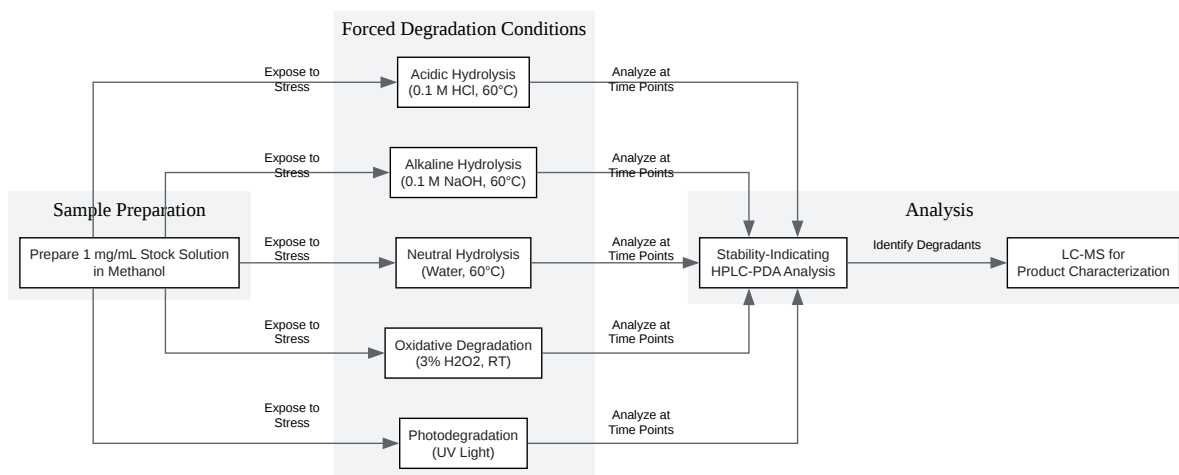 Forced Degradation Conditions
Expose to
Stress
Acidic Hydrolysis
(0.1 M HCl, 60°C)
Analyze at
Time Points
Expose to
Stress
Alkaline Hydrolysis
(0.1 M NaOH, 60°C)
Analyze at
Time Points
Sample Preparation
Prepare 1 mg/mL Stock Solution
in Methanol
Expose to
Stress
Neutral Hydrolysis
(Water, 60°C)
Analyze at
Time Points
Analysis
Stability-Indicating
HPLC-PDA Analysis
Identify Degradants
LC-MS for
Product Characterization
Expose to
Stress
Oxidative Degradation
(3% H2O2, RT)
Analyze at
Time Points
Expose to
Stress
Photodegradation
(UV Light)
Analyze at
Time Points